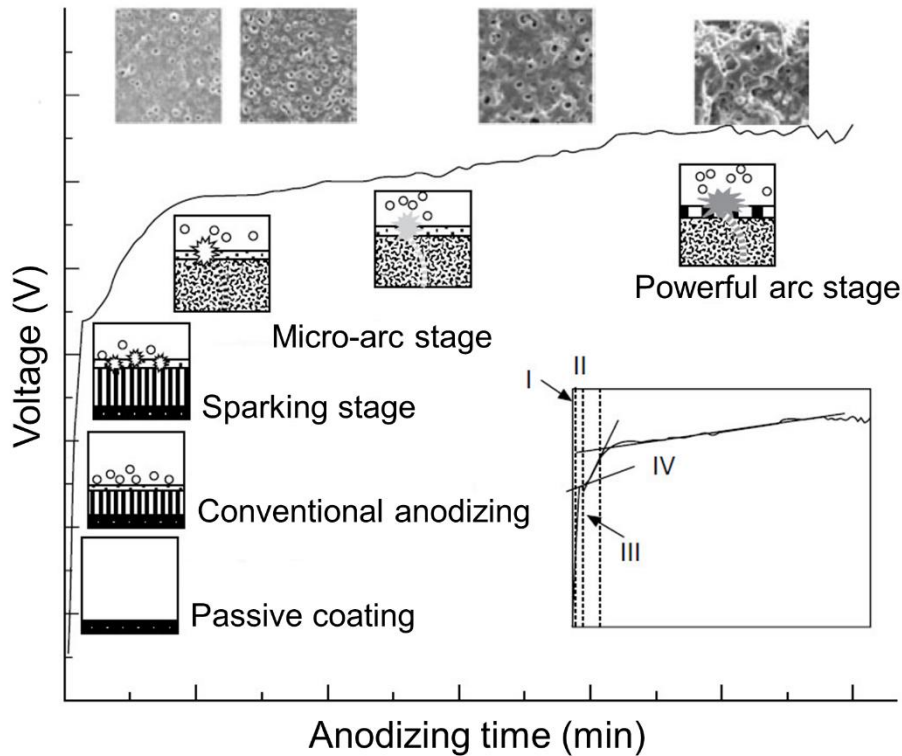 Voltage (V)
Powerful arc stage
Micro-arc stage
Sparking stage
Conventional anodizing
Passive coating
I
II
IV
III
Anodizing time (min)